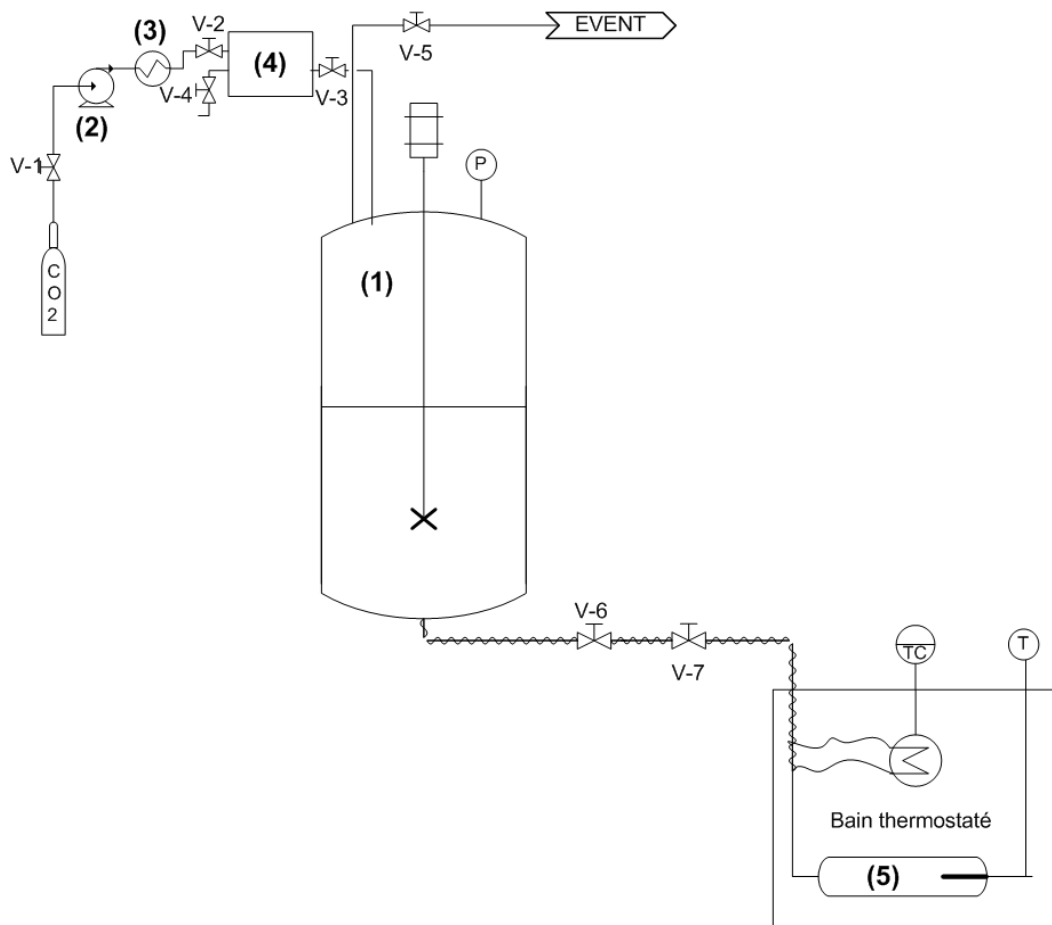 EVENT
V-5
V-2
(3)
(4)
V-4
V-3
(2)
V-1
P
C
O
2
(1)
V-6
V-7
TC
T
Bain thermostaté
(5)